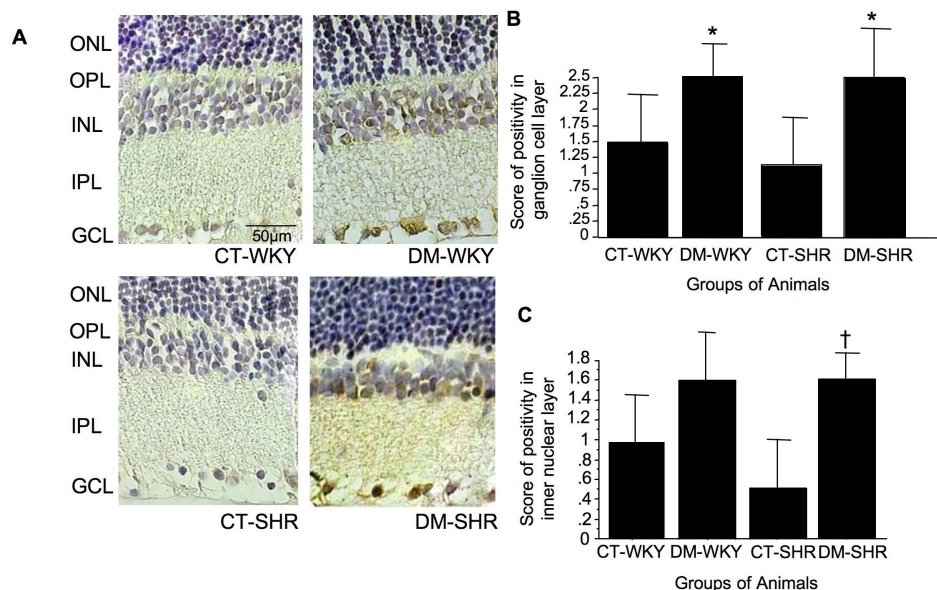 A
ONL
OPL
INL
IPL
GCL
50µm
CT-WKY
DM-WKY
ONL
OPL
INL
IPL
GCL
CT-SHR
DM-SHR
B
Score of positivity in
ganglion cell layer
2.5
2.25
2
1.75
1.5
1.25
1
.75
.5
.25
0
*
*
CT-WKY DM-WKY CT-SHR DM-SHR
Groups of Animals
C
Score of positivity in
inner nuclear layer
1.8
1.6
1.4
1.2
1
.8
.6
.4
.2
0
†
CT-WKY DM-WKY CT-SHR DM-SHR
Groups of Animals